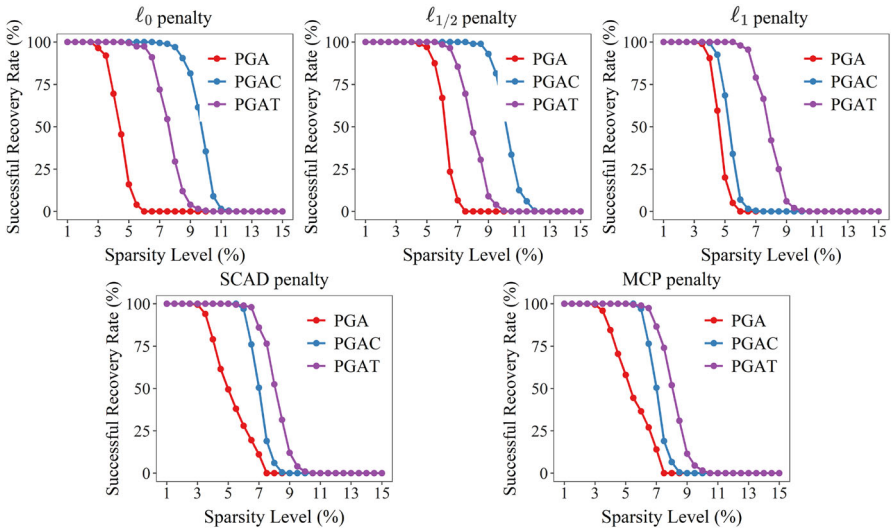 ℓ0 penalty
Successful Recovery Rate (%)
100
75
50
25
0
PGA
PGAC
PGAT
1 3 5 7 9 11 13 15
Sparsity Level (%)
ℓ1/2 penalty
Successful Recovery Rate (%)
100
75
50
25
0
PGA
PGAC
PGAT
1 3 5 7 9 11 13 15
Sparsity Level (%)
ℓ1 penalty
Successful Recovery Rate (%)
100
75
50
25
0
PGA
PGAC
PGAT
1 3 5 7 9 11 13 15
Sparsity Level (%)
SCAD penalty
Successful Recovery Rate (%)
100
75
50
25
0
PGA
PGAC
PGAT
1 3 5 7 9 11 13 15
Sparsity Level (%)
MCP penalty
Successful Recovery Rate (%)
100
75
50
25
0
PGA
PGAC
PGAT
1 3 5 7 9 11 13 15
Sparsity Level (%)